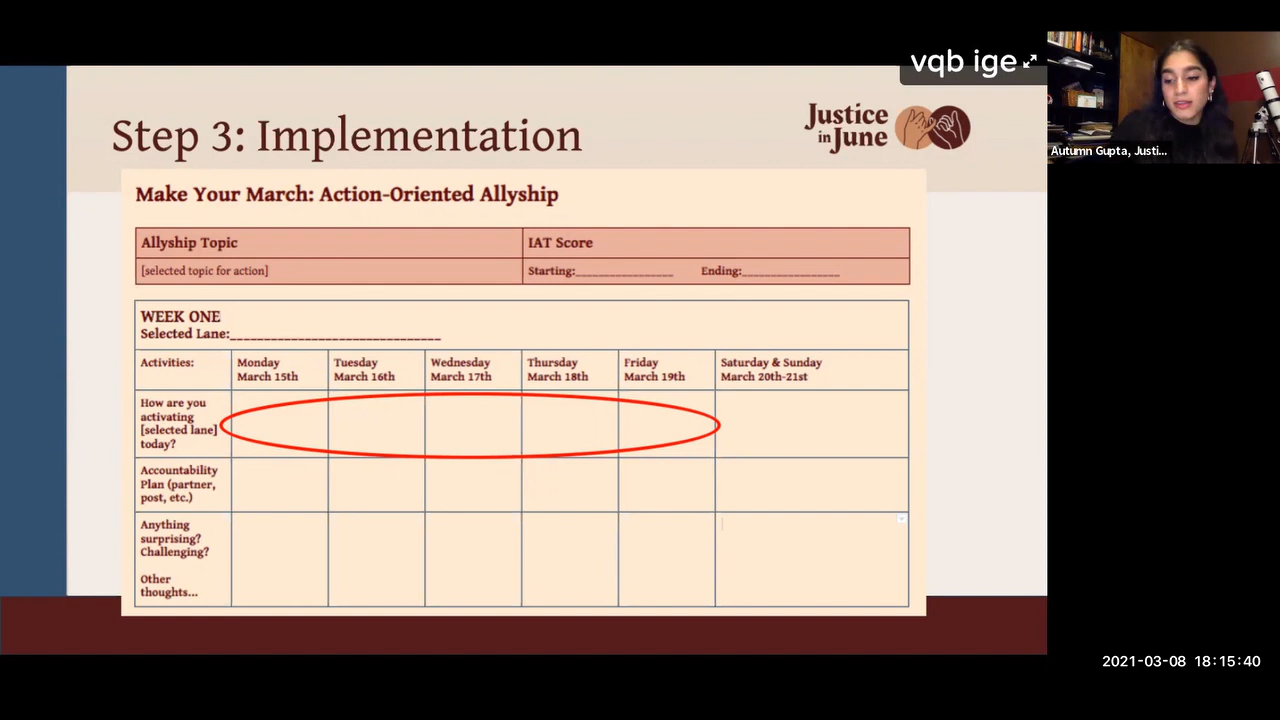 vqb ige
Step 3: Implementation
Justice
in June
Make Your March: Action-Oriented Allyship
Allyship Topic
IAT Score
[selected topic for action]
Starting:_________________ Ending:_________________
WEEK ONE
Selected Lane:______________________________
Activities:
Monday
March 15th
Tuesday
March 16th
Wednesday
March 17th
Thursday
March 18th
Friday
March 19th
Saturday & Sunday
March 20th-21st
How are you
activating
[selected lane]
today?
Accountability
Plan (partner,
post, etc.)
Anything
surprising?
Challenging?
Other
thoughts...
Autumn Gupta, Justi...
2021-03-08 18:15:40